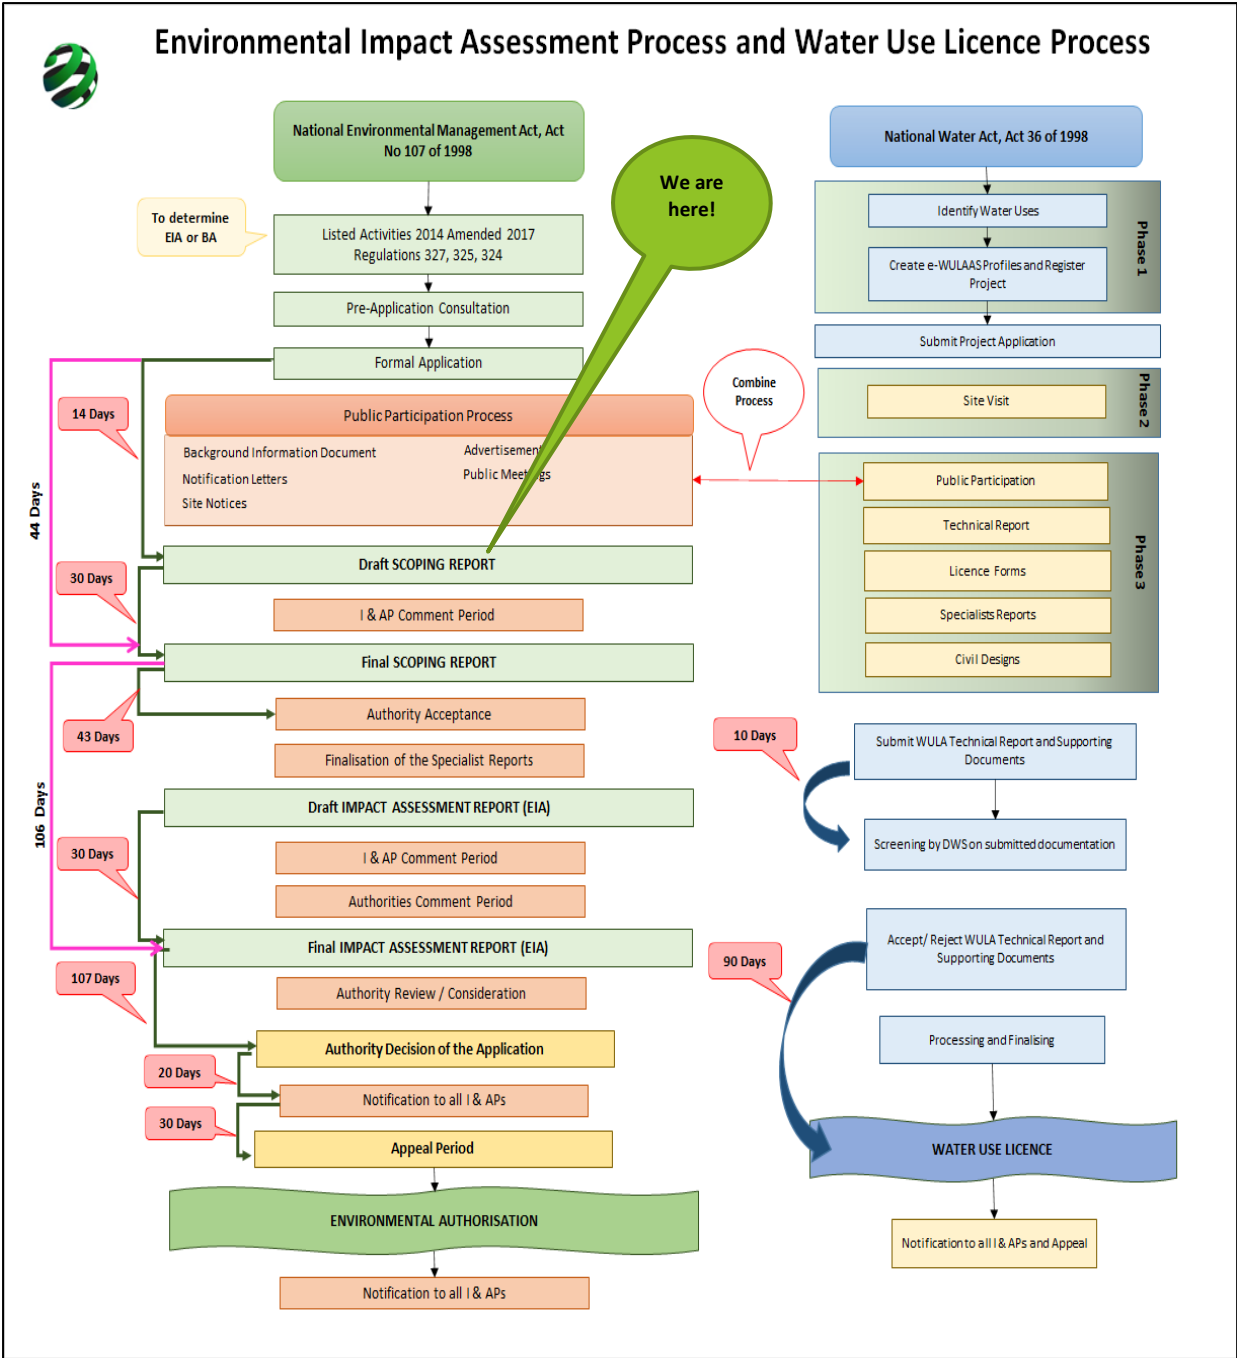 Environmental Impact Assessment Process and Water Use Licence Process
National Environmental Management Act, Act
No 107 of 1998
To determine
EIA or BA
Listed Activities 2014 Amended 2017
Regulations 327, 325, 324
Pre-Application Consultation
Formal Application
We are
here!
14 Days
44 Days
Public Participation Process
Background Information Document
Notification Letters
Site Notices
Advertisement
Public Meetings
Draft SCOPING REPORT
30 Days
I & AP Comment Period
Final SCOPING REPORT
43 Days
106 Days
Authority Acceptance
Finalisation of the Specialist Reports
Draft IMPACT ASSESSMENT REPORT (EIA)
30 Days
I & AP Comment Period
Authorities Comment Period
Final IMPACT ASSESSMENT REPORT (EIA)
107 Days
Authority Review / Consideration
Authority Decision of the Application
20 Days
Notification to all I & APs
30 Days
Appeal Period
ENVIRONMENTAL AUTHORISATION
Notification to all I & APs
National Water Act, Act 36 of 1998
Phase 1
Identify Water Uses
Create e-WULAAS Profiles and Register
Project
Submit Project Application
Combine
Process
Phase 2
Site Visit
Phase 3
Public Participation
Technical Report
Licence Forms
Specialists Reports
Civil Designs
10 Days
Submit WULA Technical Report and Supporting
Documents
Screening by DWS on submitted documentation
90 Days
Accept/ Reject WULA Technical Report and
Supporting Documents
Processing and Finalising
WATER USE LICENCE
Notification to all I & APs and Appeal